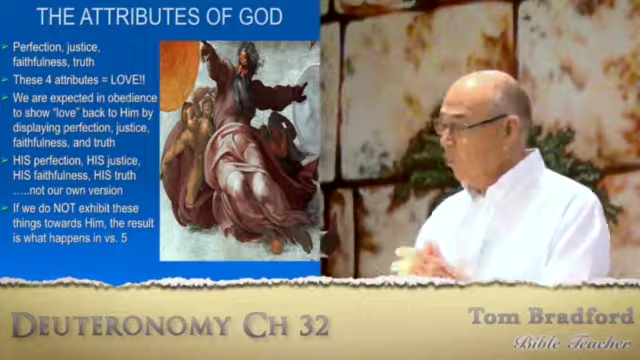 THE ATTRIBUTES OF GOD
Perfection, justice,
faithfulness, truth
These 4 attributes = LOVE!!
We are expected in obedience
to show "love" back to Him by
displaying perfection, justice,
faithfulness, and truth
HIS perfection, HIS justice,
HIS faithfulness, HIS truth
…..not our own version
If we do NOT exhibit these
things towards Him, the result
is what happens in vs. 5
DEUTERONOMY CH 32
Tom Bradford
Bible Teacher